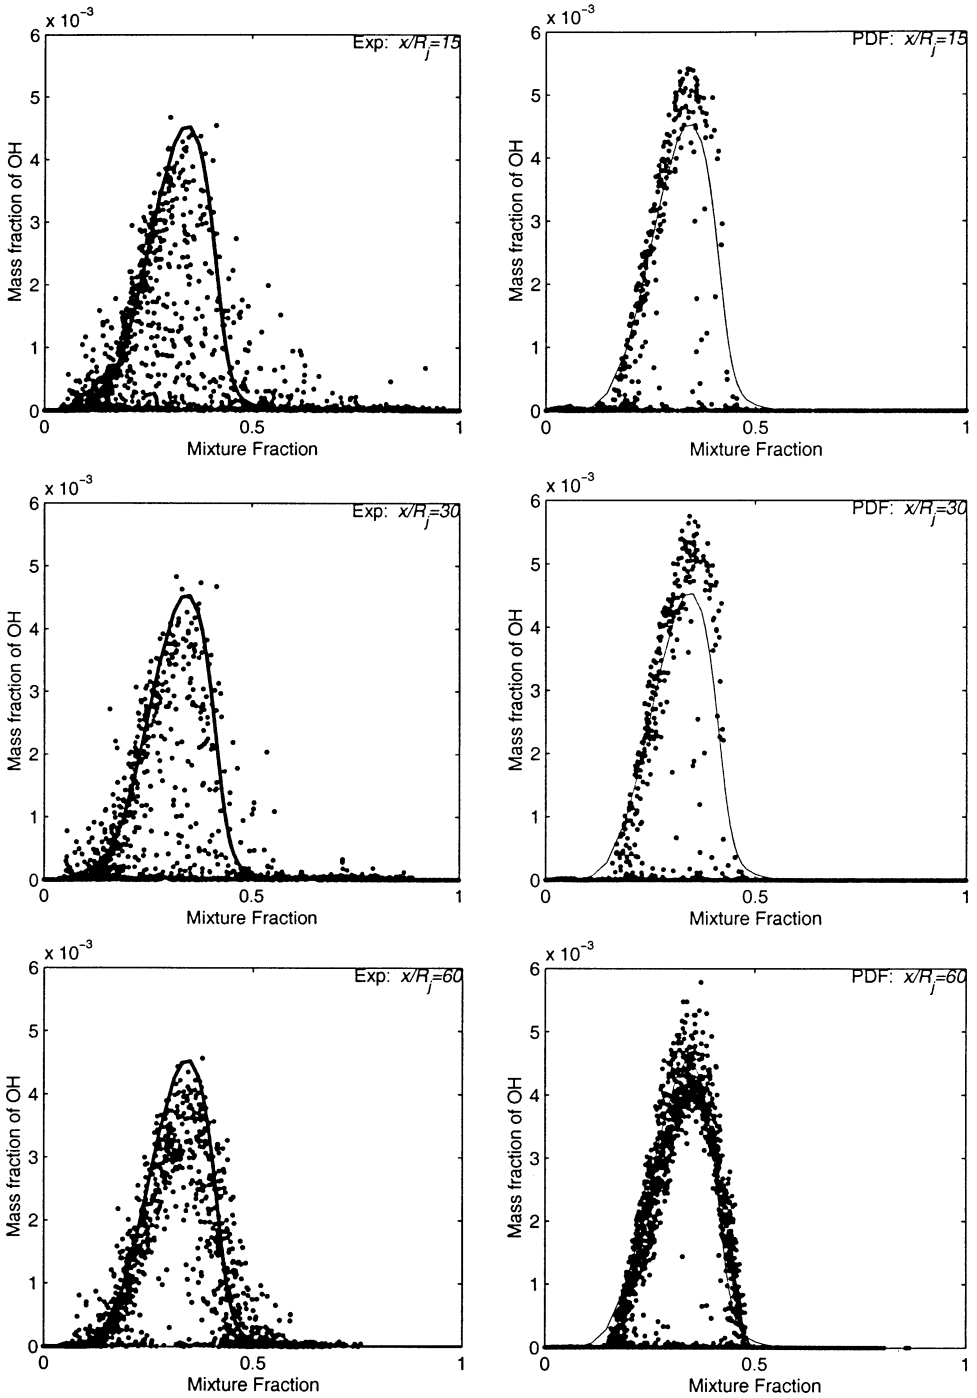 x 10⁻³
Exp: x/R_j=15
6
5
4
3
2
1
0
Mass fraction of OH
0 0.5 1
Mixture Fraction
x 10⁻³
PDF: x/R_j=15
6
5
4
3
2
1
0
Mass fraction of OH
0 0.5 1
Mixture Fraction
x 10⁻³
Exp: x/R_j=30
6
5
4
3
2
1
0
Mass fraction of OH
0 0.5 1
Mixture Fraction
x 10⁻³
PDF: x/R_j=30
6
5
4
3
2
1
0
Mass fraction of OH
0 0.5 1
Mixture Fraction
x 10⁻³
Exp: x/R_j=60
6
5
4
3
2
1
0
Mass fraction of OH
0 0.5 1
Mixture Fraction
x 10⁻³
PDF: x/R_j=60
6
5
4
3
2
1
0
Mass fraction of OH
0 0.5 1
Mixture Fraction